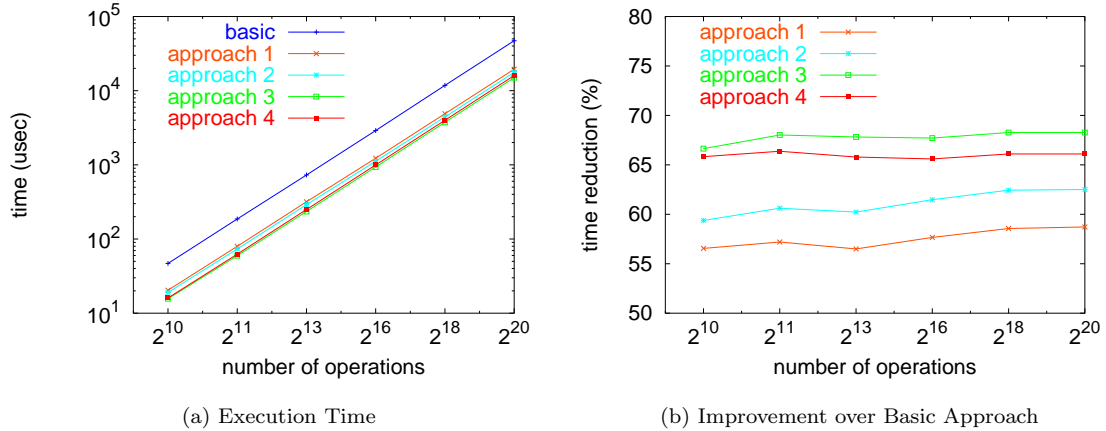 10^5
10^4
10^3
10^2
10^1
time (usec)
basic
approach 1
approach 2
approach 3
approach 4
2^10 2^11 2^13 2^16 2^18 2^20
number of operations
(a) Execution Time
80
75
70
65
60
55
50
time reduction (%)
approach 1
approach 2
approach 3
approach 4
2^10 2^11 2^13 2^16 2^18 2^20
number of operations
(b) Improvement over Basic Approach